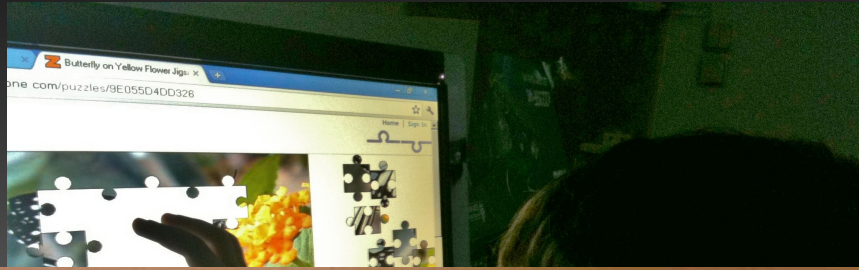 Butterfly on Yellow Flower Jigs
one com/puzzles/9E055D4DD326
Home | Sign In